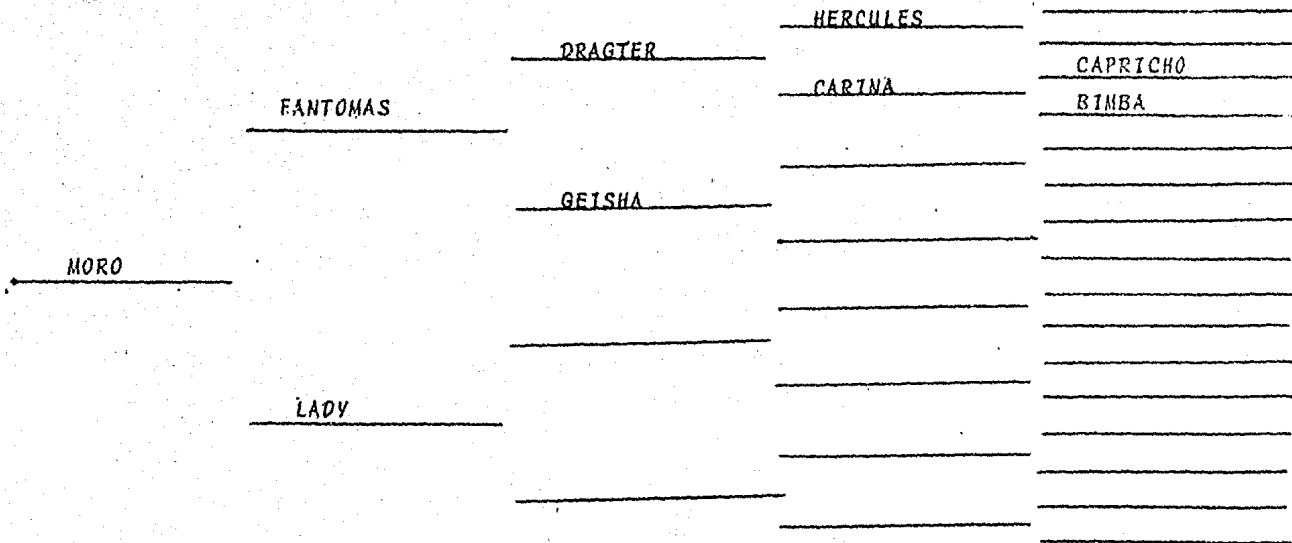 HERCULES
DRAGTER
CAPRICHO
CARINA
BIMBA
FANTOMAS
GEISHA
MORO
LADY